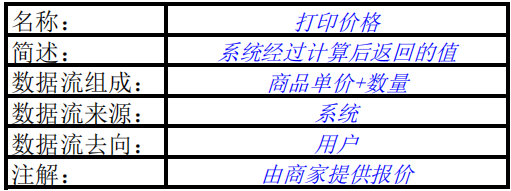 名称： 打印价格
简述： 系统经过计算后返回的值
数据流组成： 商品单价+数量
数据流来源： 系统
数据流去向： 用户
注解： 由商家提供报价